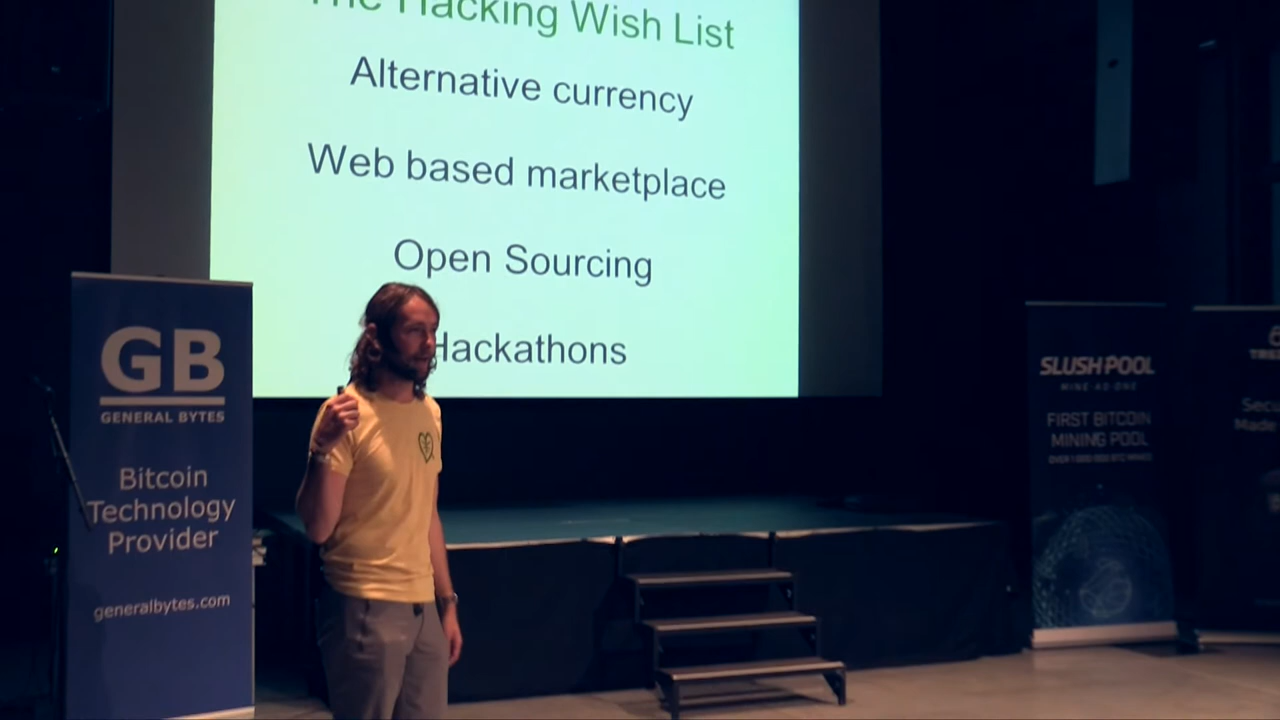 The Hacking Wish List
Alternative currency
Web based marketplace
Open Sourcing
Hackathons
GB
GENERAL BYTES
Bitcoin
Technology
Provider
generalbytes.com
SLUSH POOL
MINE AS ONE
FIRST BITCOIN
MINING POOL